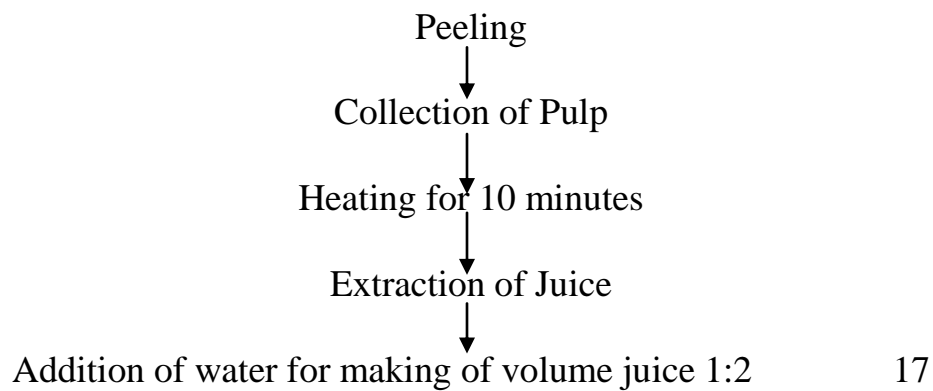 Peeling
Collection of Pulp
Heating for 10 minutes
Extraction of Juice
Addition of water for making of volume juice 1:2 17